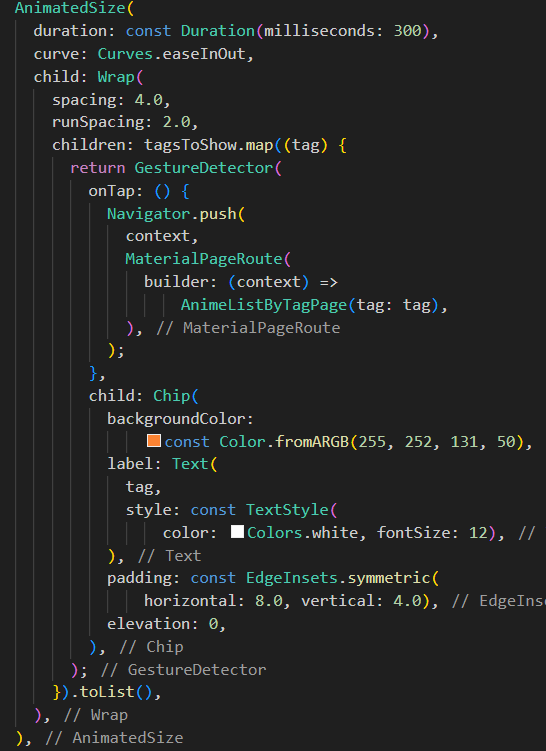 AnimatedSize(
duration: const Duration(milliseconds: 300),
curve: Curves.easeInOut,
child: Wrap(
spacing: 4.0,
runSpacing: 2.0,
children: tagsToShow.map((tag) {
return GestureDetector(
onTap: () {
Navigator.push(
context,
MaterialPageRoute(
builder: (context) =>
AnimeListByTagPage(tag: tag),
), // MaterialPageRoute
);
},
child: Chip(
backgroundColor:
const Color.fromARGB(255, 252, 131, 50),
label: Text(
tag,
style: const TextStyle(
color: Colors.white, fontSize: 12), //
), // Text
padding: const EdgeInsets.symmetric(
horizontal: 8.0, vertical: 4.0), // EdgeIns
elevation: 0,
), // Chip
); // GestureDetector
}).toList(),
), // Wrap
), // AnimatedSize